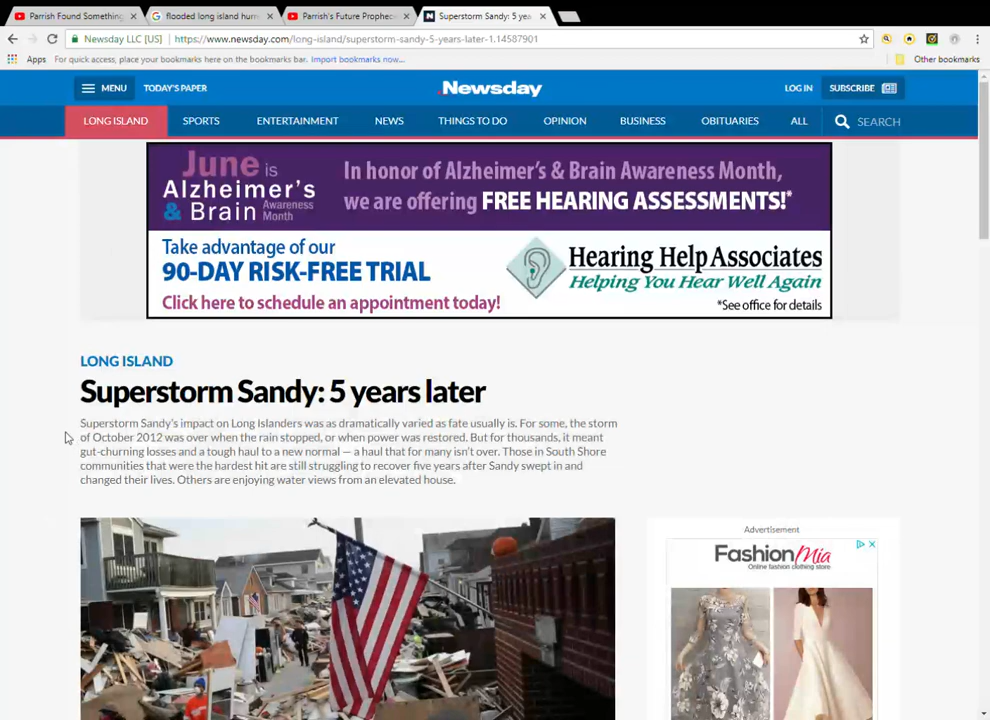 Parrish Found Something
flooded long island hurr
Parrish's Future Prophec
Superstorm Sandy: 5 yea
Newsday LLC [US]
https://www.newsday.com/long-island/superstorm-sandy-5-years-later-1.14587901
Apps
For quick access, place your bookmarks here on the bookmarks bar. Import bookmarks now...
Other bookmarks
MENU
TODAY'S PAPER
Newsday
LOG IN
SUBSCRIBE
LONG ISLAND
SPORTS
ENTERTAINMENT
NEWS
THINGS TO DO
OPINION
BUSINESS
OBITUARIES
ALL
SEARCH
June is
Alzheimer's
& Brain Awareness Month
In honor of Alzheimer's & Brain Awareness Month,
we are offering FREE HEARING ASSESSMENTS!*
Take advantage of our
90-DAY RISK-FREE TRIAL
Click here to schedule an appointment today!
Hearing Help Associates
Helping You Hear Well Again
*See office for details
LONG ISLAND
Superstorm Sandy: 5 years later
Superstorm Sandy's impact on Long Islanders was as dramatically varied as fate usually is. For some, the storm
of October 2012 was over when the rain stopped, or when power was restored. But for thousands, it meant
gut-churning losses and a tough haul to a new normal — a haul that for many isn't over. Those in South Shore
communities that were the hardest hit are still struggling to recover five years after Sandy swept in and
changed their lives. Others are enjoying water views from an elevated house.
Advertisement
FashionMia
Online fashion clothing store